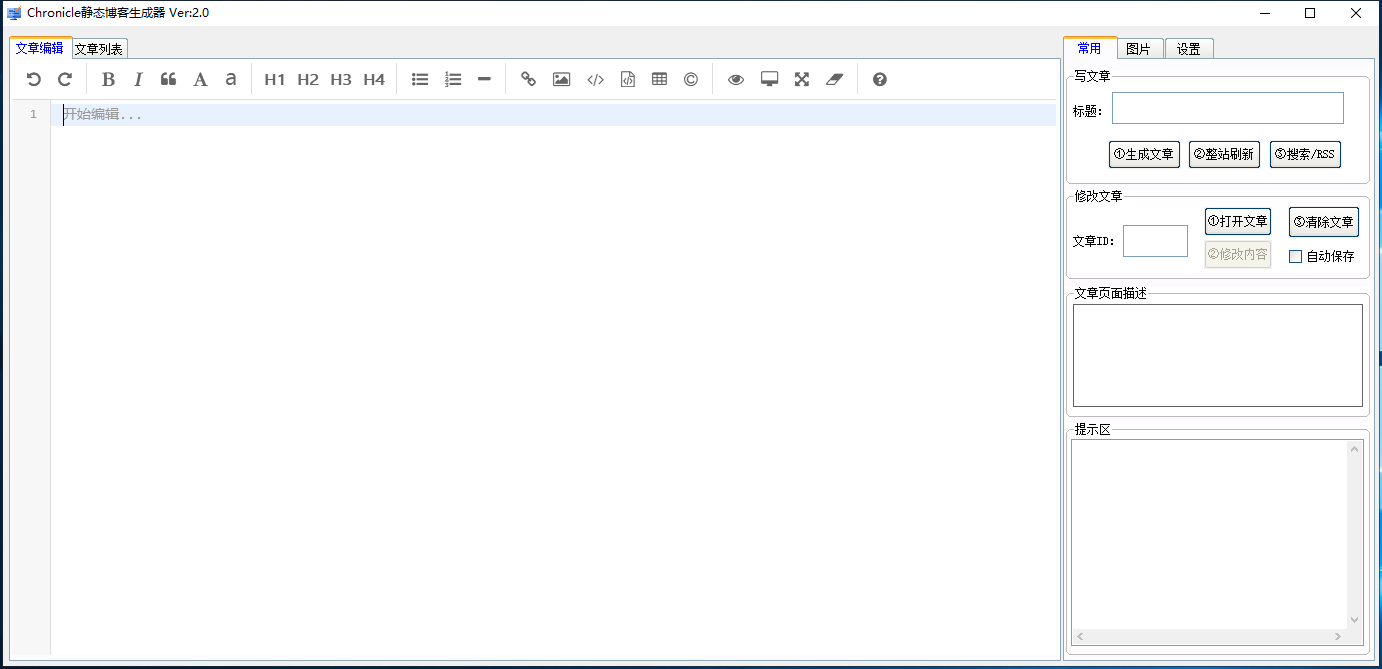 Chronicle静态博客生成器 Ver:2.0
文章编辑 文章列表
B I A a H1 H2 H3 H4
1 开始编辑...
常用 图片 设置
写文章
标题:
①生成文章 ②整站刷新 ③搜索/RSS
修改文章
文章ID:
①打开文章 ③清除文章
②修改内容 自动保存
文章页面描述
提示区